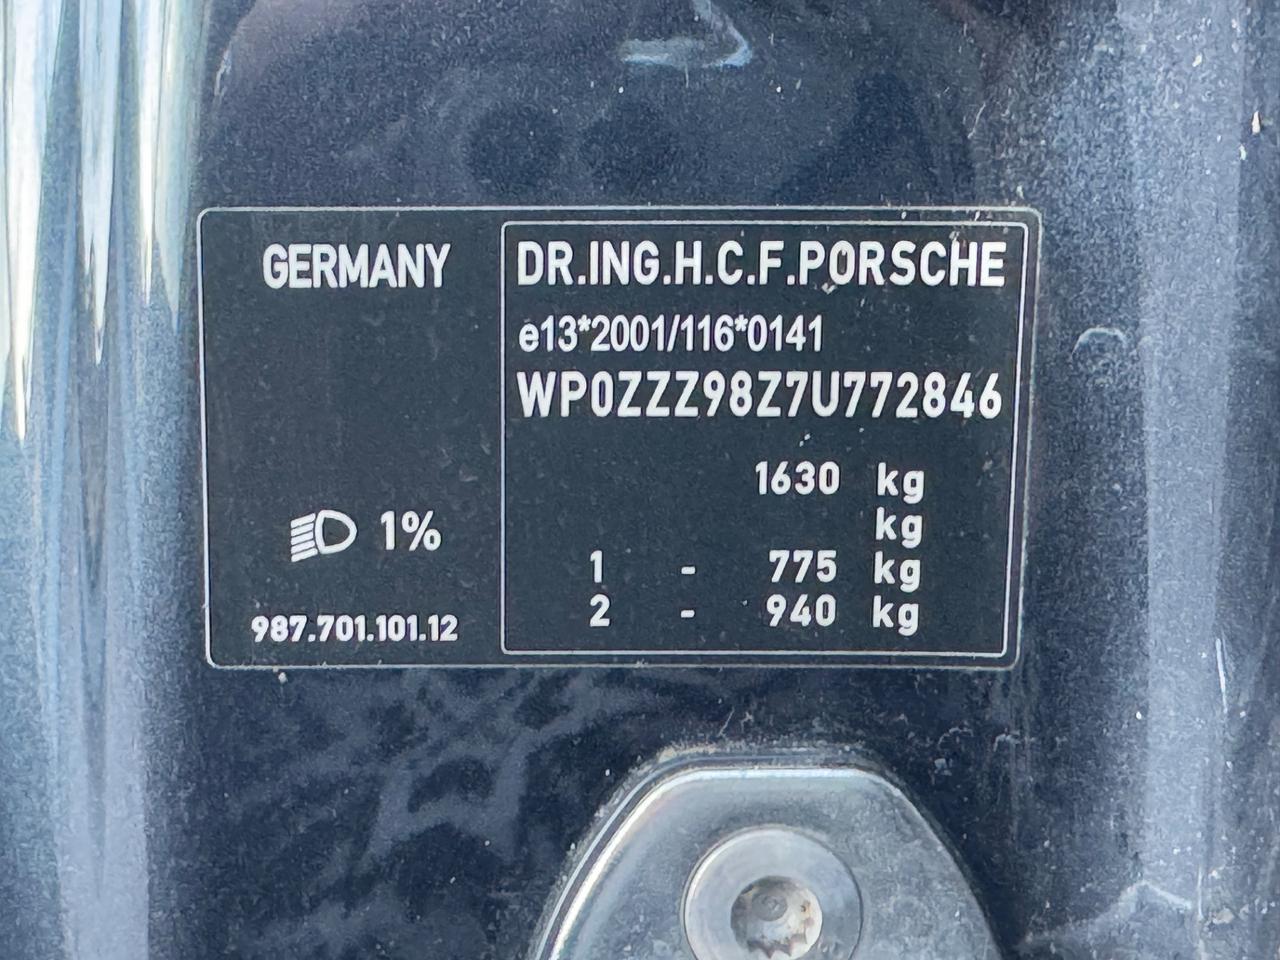 GERMANY
1%
987.701.101.12
DR.ING.H.C.F.PORSCHE
e13*2001/116*0141
WP0ZZZ98Z7U772846
1630 kg
kg
1 - 775 kg
2 - 940 kg